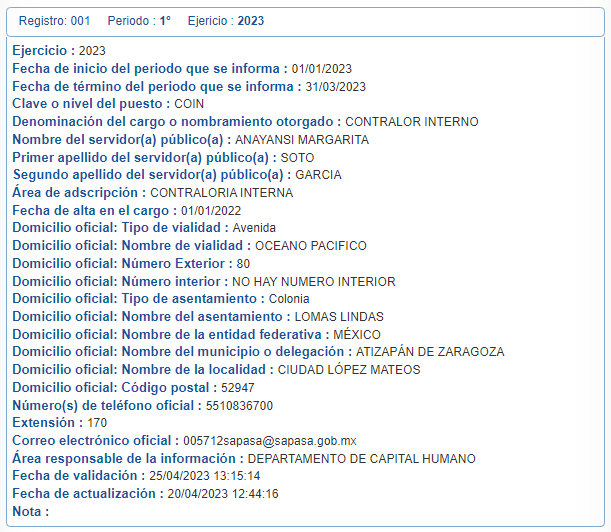 Registro: 001 Periodo : 1° Ejericio : 2023
Ejercicio : 2023
Fecha de inicio del periodo que se informa : 01/01/2023
Fecha de término del periodo que se informa : 31/03/2023
Clave o nivel del puesto : COIN
Denominación del cargo o nombramiento otorgado : CONTRALOR INTERNO
Nombre del servidor(a) público(a) : ANAYANSI MARGARITA
Primer apellido del servidor(a) público(a) : SOTO
Segundo apellido del servidor(a) público(a) : GARCIA
Área de adscripción : CONTRALORIA INTERNA
Fecha de alta en el cargo : 01/01/2022
Domicilio oficial: Tipo de vialidad : Avenida
Domicilio oficial: Nombre de vialidad : OCEANO PACIFICO
Domicilio oficial: Número Exterior : 80
Domicilio oficial: Número interior : NO HAY NUMERO INTERIOR
Domicilio oficial: Tipo de asentamiento : Colonia
Domicilio oficial: Nombre del asentamiento : LOMAS LINDAS
Domicilio oficial: Nombre de la entidad federativa : MÉXICO
Domicilio oficial: Nombre del municipio o delegación : ATIZAPÁN DE ZARAGOZA
Domicilio oficial: Nombre de la localidad : CIUDAD LÓPEZ MATEOS
Domicilio oficial: Código postal : 52947
Número(s) de teléfono oficial : 5510836700
Extensión : 170
Correo electrónico oficial : 005712sapasa@sapasa.gob.mx
Área responsable de la información : DEPARTAMENTO DE CAPITAL HUMANO
Fecha de validación : 25/04/2023 13:15:14
Fecha de actualización : 20/04/2023 12:44:16
Nota :